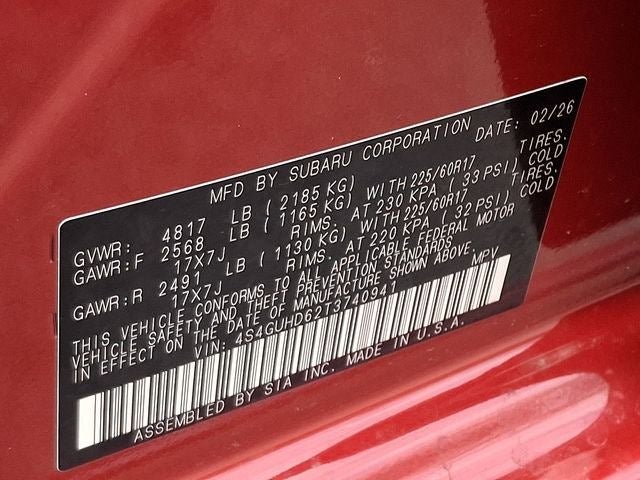 MFD BY SUBARU CORPORATION DATE: 02/26
GVWR: 4817 LB ( 2185 KG)
GAWR:F 2568 LB ( 1165 KG) WITH 225/60R17 TIRES.
17X7J RIMS. AT 230 KPA ( 33 PSI) COLD
GAWR:R 2491 LB ( 1130 KG) WITH 225/60R17 TIRES.
17X7J RIMS. AT 220 KPA ( 32 PSI) COLD
THIS VEHICLE CONFORMS TO ALL APPLICABLE FEDERAL MOTOR
VEHICLE SAFETY AND THEFT PREVENTION STANDARDS
IN EFFECT ON THE DATE OF MANUFACTURE SHOWN ABOVE.
VIN: 4S4GUHD62T3740941 MPV
ASSEMBLED BY SIA INC. MADE IN U.S.A.